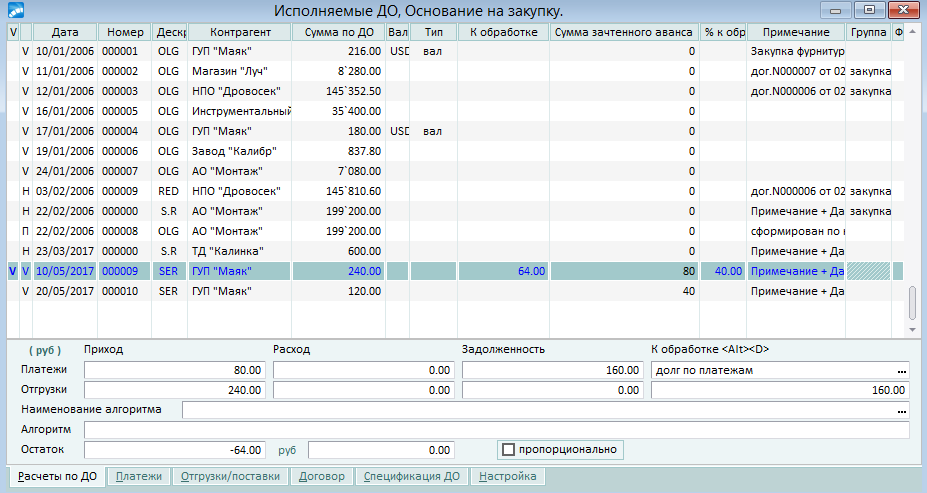 Исполняемые ДО, Основание на закупку.
V Дата Номер Дескр Контрагент Сумма по ДО Вал Тип К обработке Сумма зачтенного аванса % к обр Примечание Группа Ф
V 10/01/2006 000001 OLG ГУП "Маяк" 216.00 USD вал 0 Закупка фурнитур
V 11/01/2006 000002 OLG Магазин "Луч" 8`280.00 0 дог.N000007 от 02 закупка
V 12/01/2006 000003 OLG НПО "Дровосек" 145`352.50 0 дог.N000006 от 02 закупка
V 16/01/2006 000005 OLG Инструментальный 35`400.00 0
V 17/01/2006 000004 OLG ГУП "Маяк" 180.00 USD вал 0
V 19/01/2006 000006 OLG Завод "Калибр" 837.80 0
V 24/01/2006 000007 OLG АО "Монтаж" 7`080.00 0
Н 03/02/2006 000009 RED НПО "Дровосек" 145`810.60 0 дог.N000006 от 02 закупка
Н 22/02/2006 000000 S.R АО "Монтаж" 199`200.00 0 Примечание + Да закупка
П 22/02/2006 000008 OLG АО "Монтаж" 199`200.00 0 сформирован по н
Н 23/03/2017 000000 S.R ТД "Калинка" 600.00 0 Примечание + Да
V V 10/05/2017 000009 SER ГУП "Маяк" 240.00 64.00 80 40.00 Примечание + Да
V 20/05/2017 000010 SER ГУП "Маяк" 120.00 40 Примечание + Да
( руб ) Приход Расход Задолженность К обработке <Alt><D>
Платежи 80.00 0.00 160.00 долг по платежам ...
Отгрузки 240.00 0.00 0.00 160.00
Наименование алгоритма ...
Алгоритм
Остаток -64.00 руб 0.00 пропорционально
Расчеты по ДО Платежи Отгрузки/поставки Договор Спецификация ДО Настройка